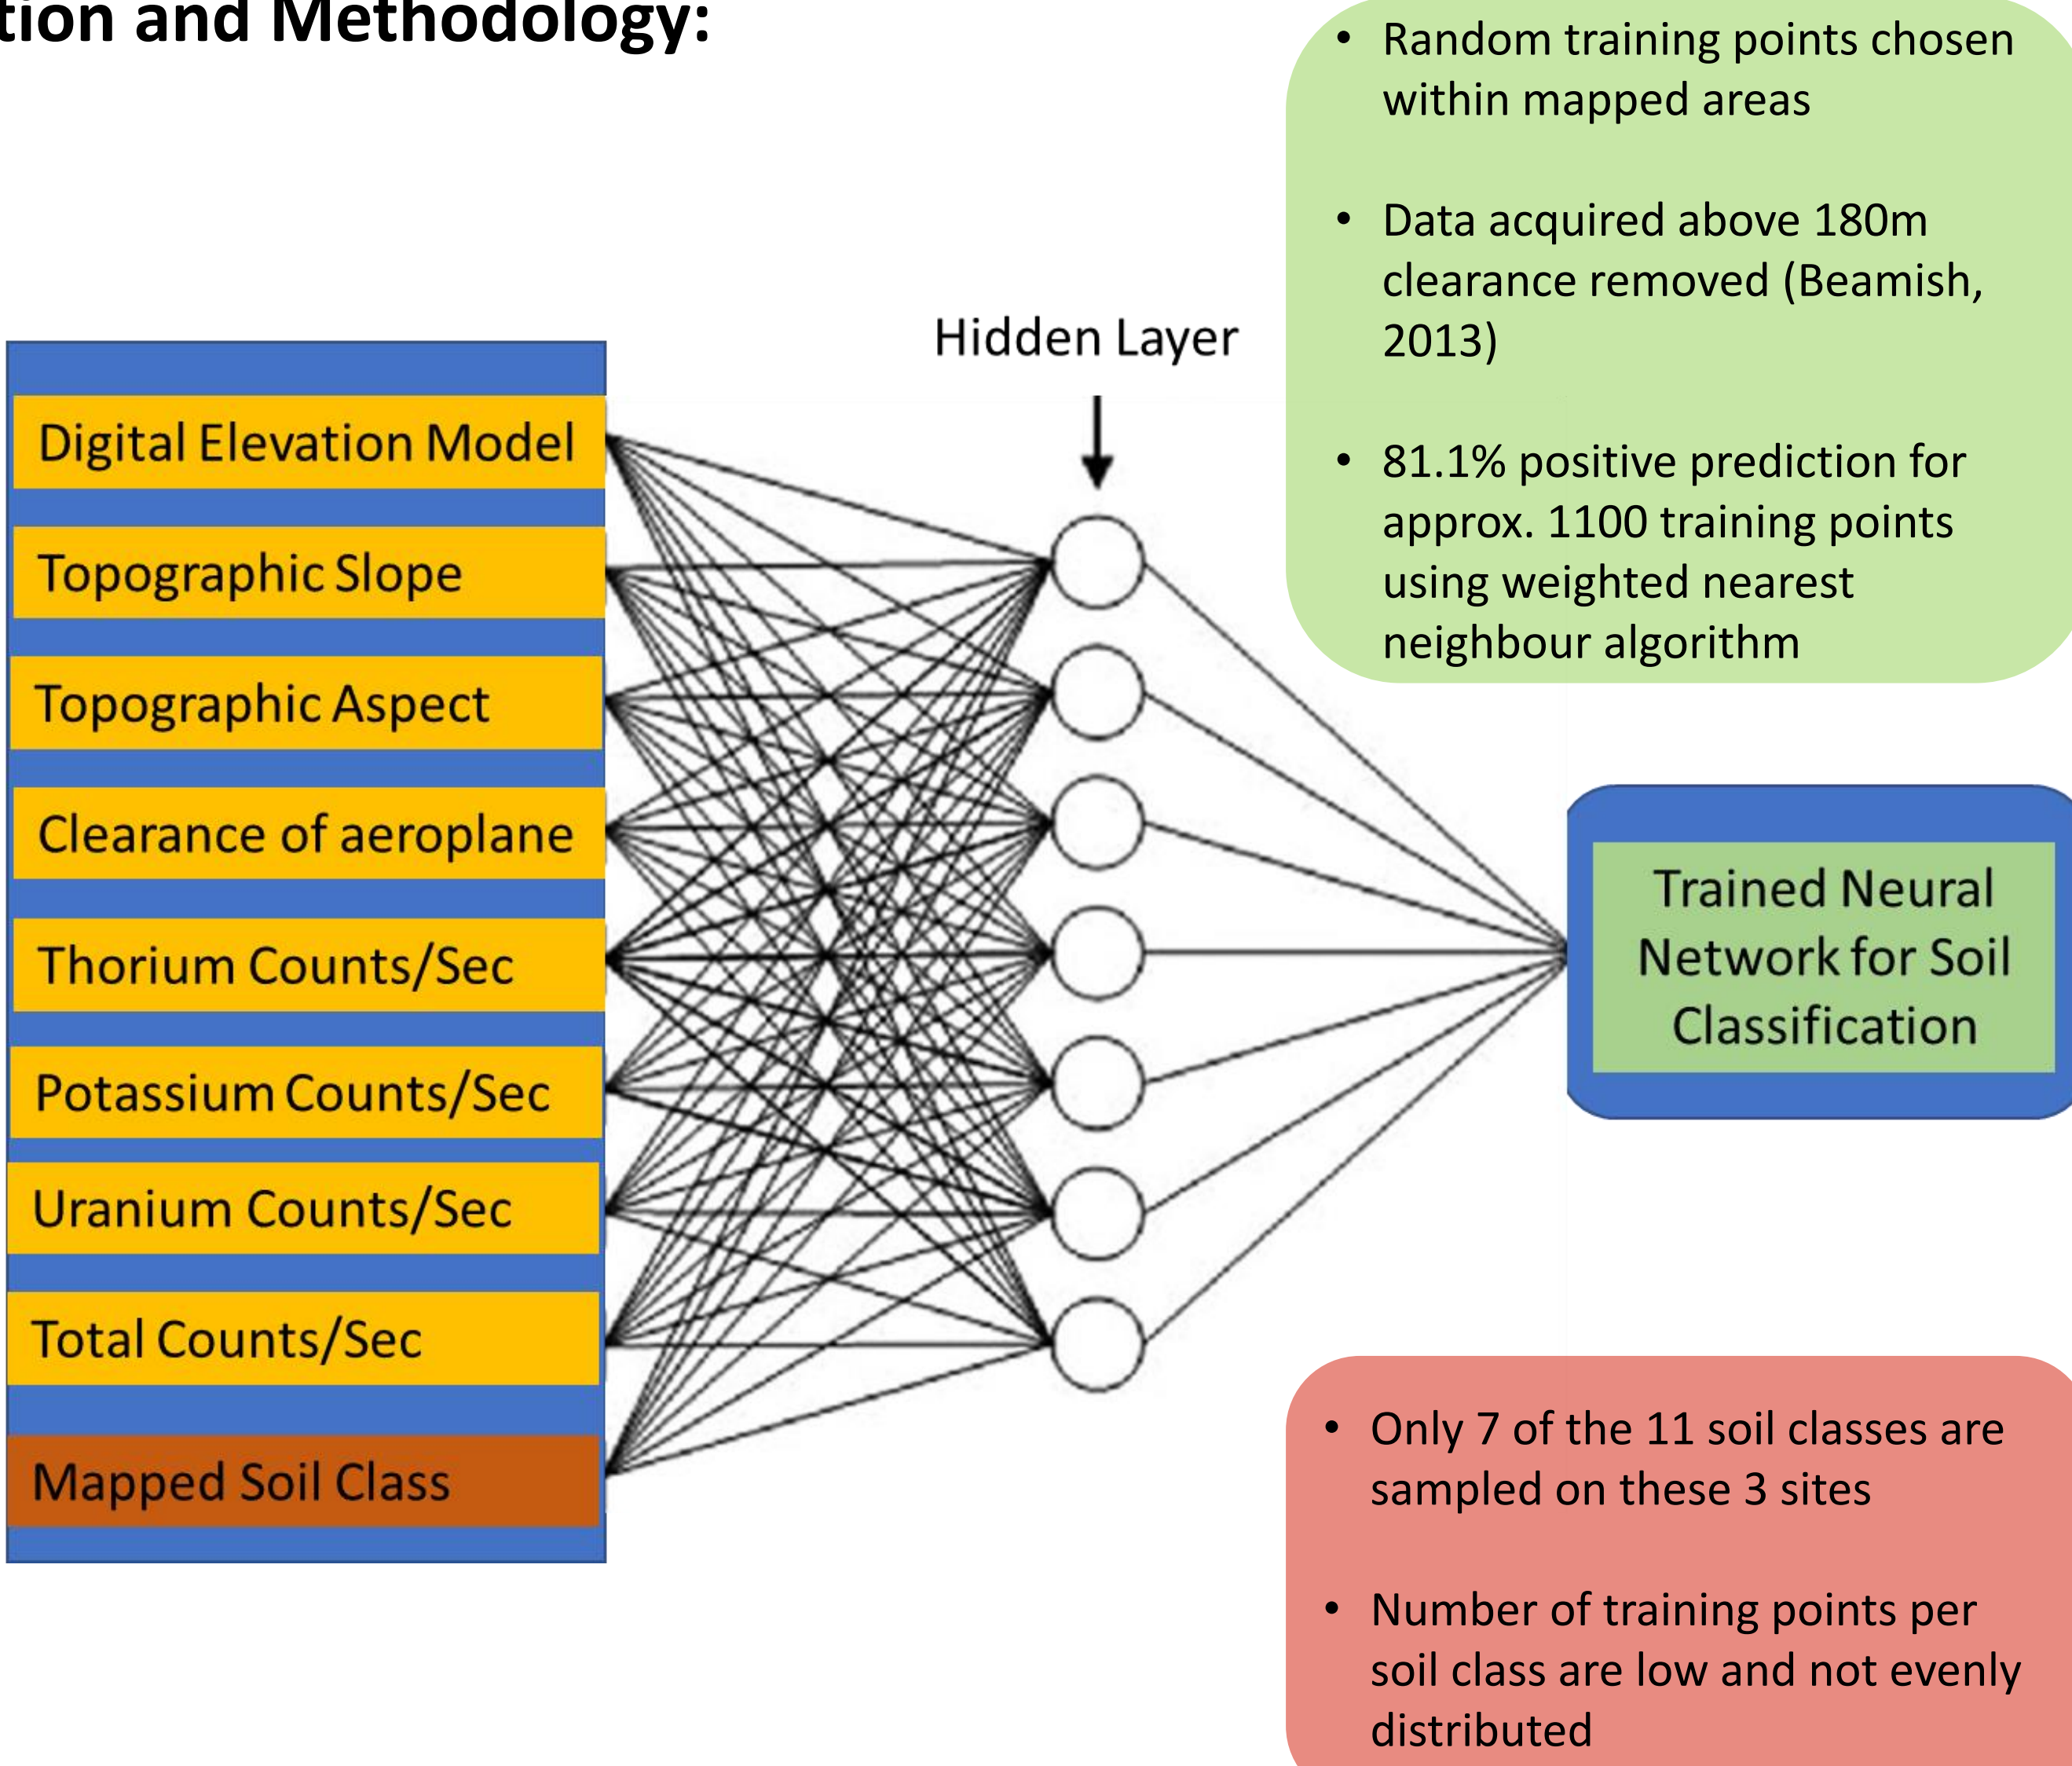 tion and Methodology:
• Random training points chosen
within mapped areas
• Data acquired above 180m
clearance removed (Beamish,
2013)
• 81.1% positive prediction for
approx. 1100 training points
using weighted nearest
neighbour algorithm
Hidden Layer
Digital Elevation Model
Topographic Slope
Topographic Aspect
Clearance of aeroplane
Thorium Counts/Sec
Potassium Counts/Sec
Uranium Counts/Sec
Total Counts/Sec
Mapped Soil Class
Trained Neural
Network for Soil
Classification
• Only 7 of the 11 soil classes are
sampled on these 3 sites
• Number of training points per
soil class are low and not evenly
distributed